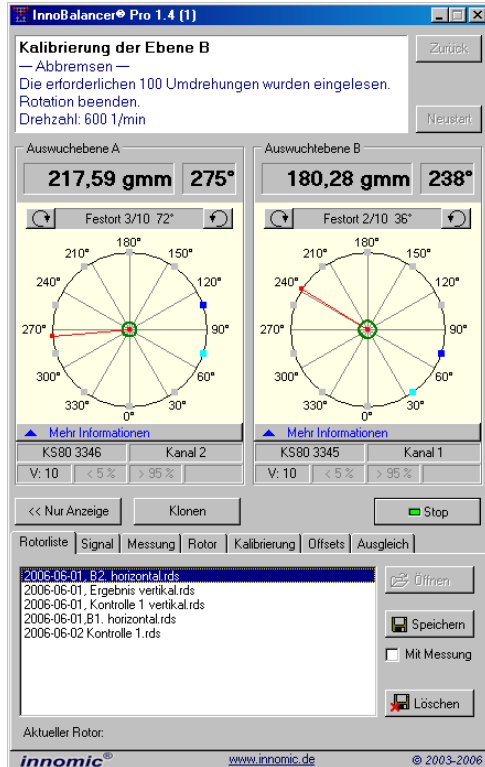 InnoBalancer® Pro 1.4 (1)
Kalibrierung der Ebene B
— Abbremsen —
Die erforderlichen 100 Umdrehungen wurden eingelesen.
Rotation beenden.
Drehzahl: 600 1/min
Zurück
Neustart
Auswuchebene A
217,59 gmm 275°
Festort 3/10 72°
180°
210° 150°
240° 120°
270° 90°
300° 60°
330° 30°
0°
Mehr Informationen
KS80 3346 Kanal 2
V: 10 < 5 % > 95 %
Auswuchtebene B
180,28 gmm 238°
Festort 2/10 36°
180°
210° 150°
240° 120°
270° 90°
300° 60°
330° 30°
0°
Mehr Informationen
KS80 3345 Kanal 1
V: 10 < 5 % > 95 %
<< Nur Anzeige Klonen Stop
Rotorliste Signal Messung Rotor Kalibrierung Offsets Ausgleich
2006-06-01, B2. horizontal.rds
2006-06-01, Ergebnis vertikal.rds
2006-06-01, Kontrolle 1 vertikal.rds
2006-06-01,B1. horizontal.rds
2006-06-02 Kontrolle 1.rds
Öffnen
Speichern
Mit Messung
Löschen
Aktueller Rotor:
innomic® www.innomic.de © 2003-2006